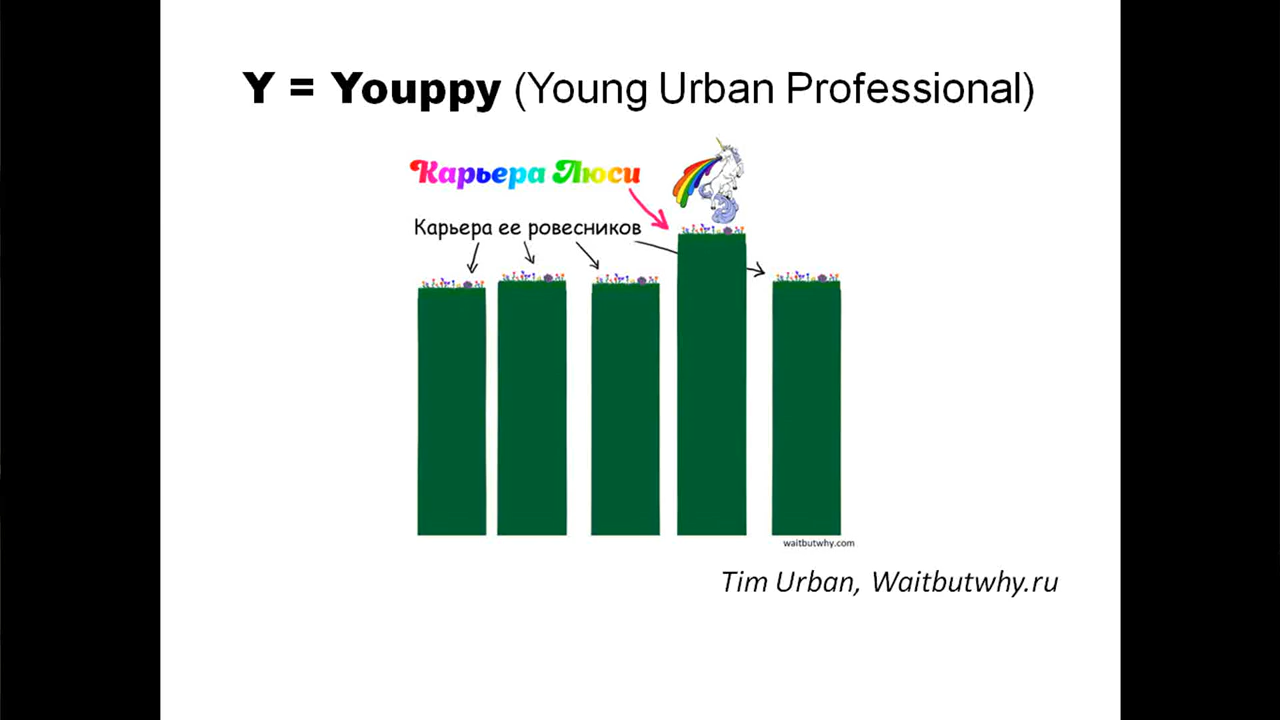 Y = Youppy (Young Urban Professional)
Карьера Люси
Карьера ее ровесников
waitbutwhy.com
Tim Urban, Waitbutwhy.ru